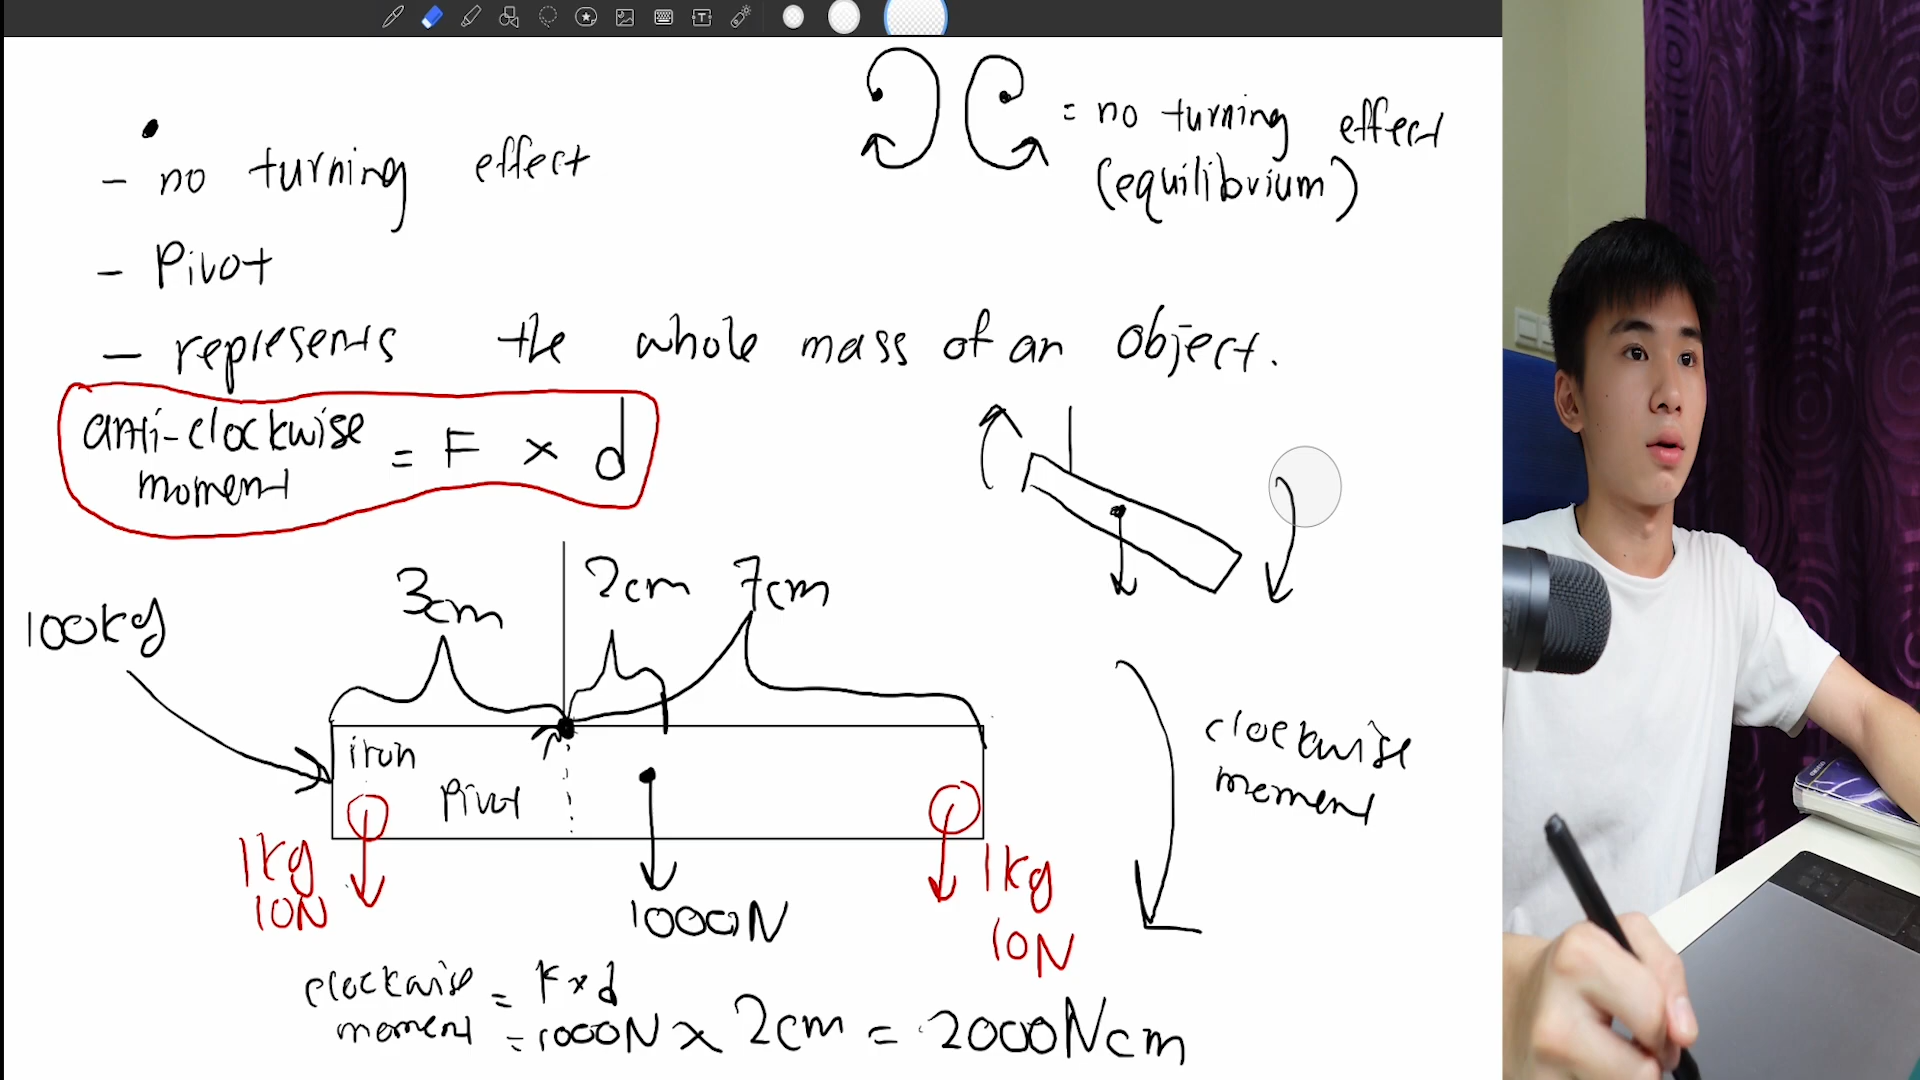 = no turning effect
(equilibrium)
- no turning effect
- Pivot
- represents the whole mass of an object.
anti-clockwise
moment
= F × d
3cm
2cm
7cm
100kg
iron
Pivot
1kg
10N
1000N
1kg
10N
clockwise
moment
clockwise
moment
= F × d
= 1000N × 2cm = 2000Ncm